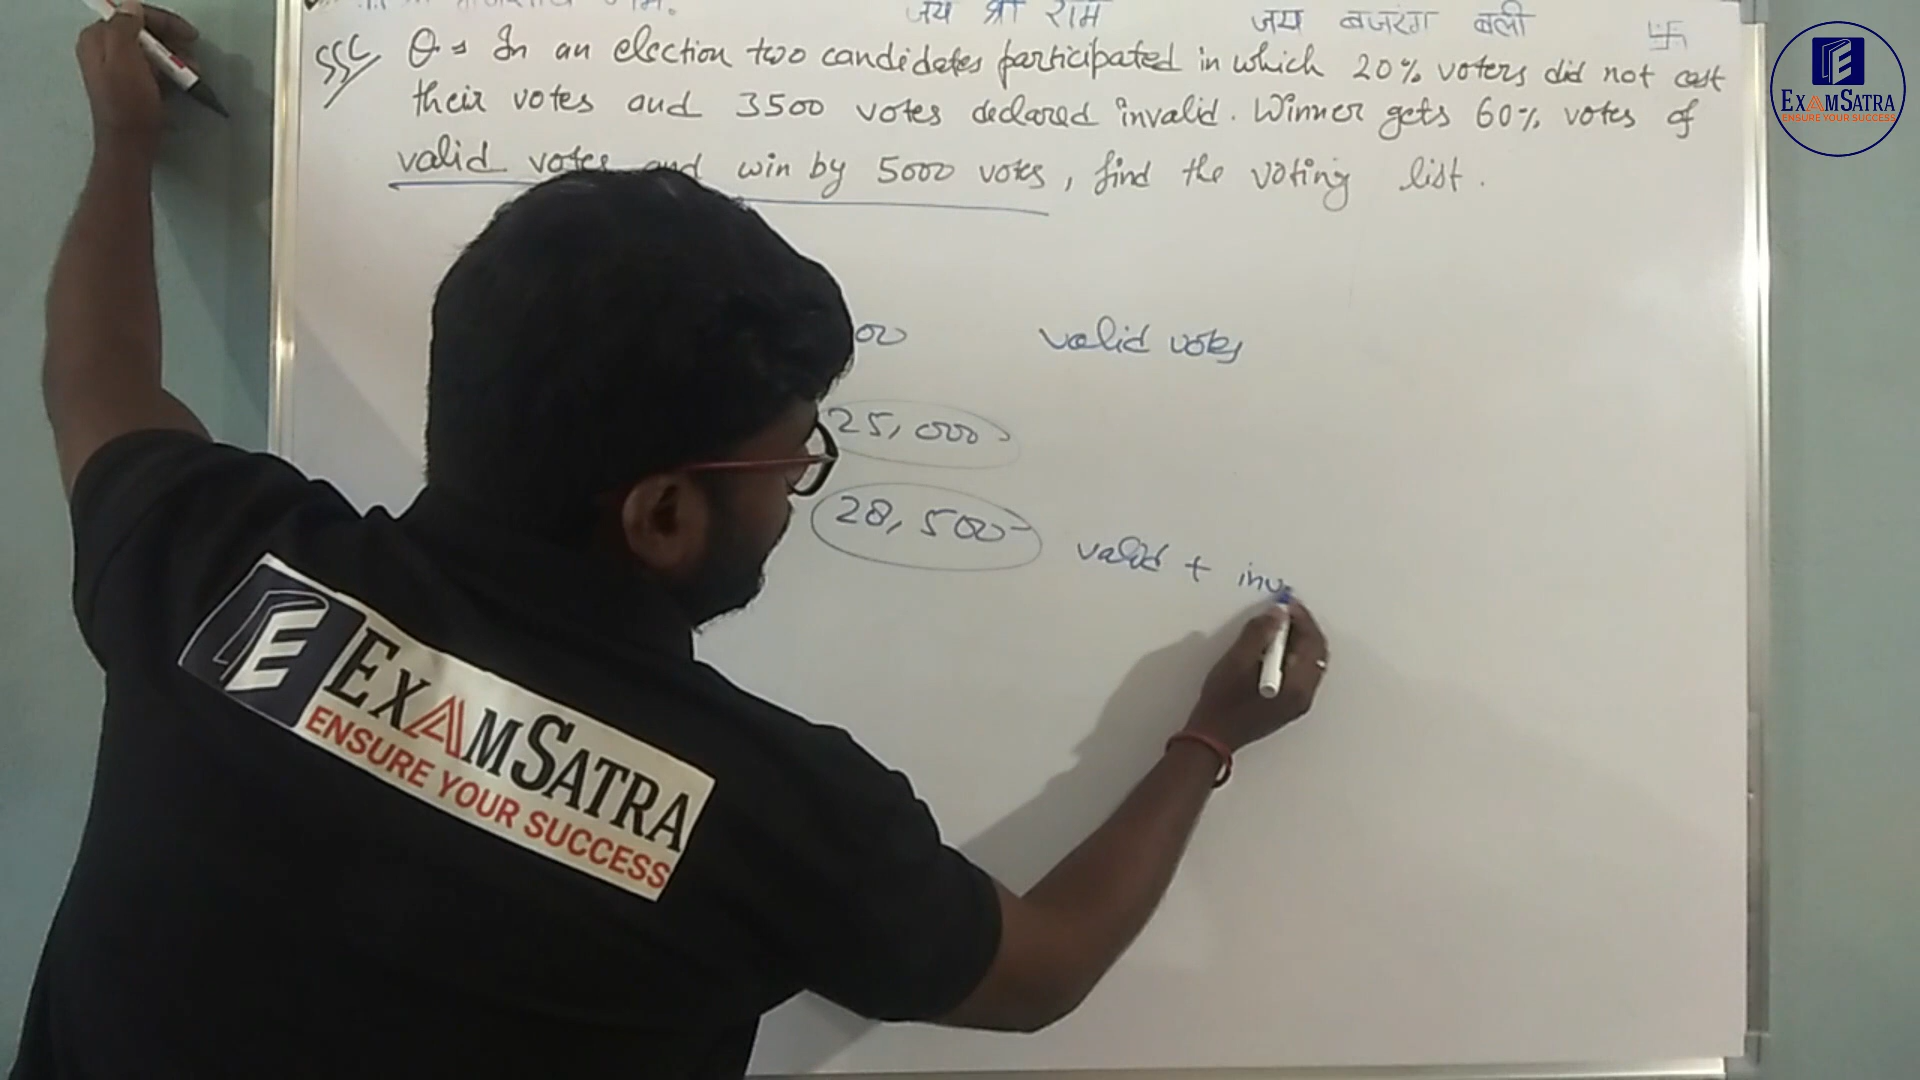 जय श्री राम जय बजरंग बली 卐
SSC Q→ In an election two candidates participated in which 20% voters did not cast
their votes and 3500 votes declared invalid. Winner gets 60% votes of
valid votes and win by 5000 votes, find the voting list.
00 valid votes
25,000
28,500 valid + inv
EXAMSATRA
ENSURE YOUR SUCCESS
E EXAMSATRA
ENSURE YOUR SUCCESS